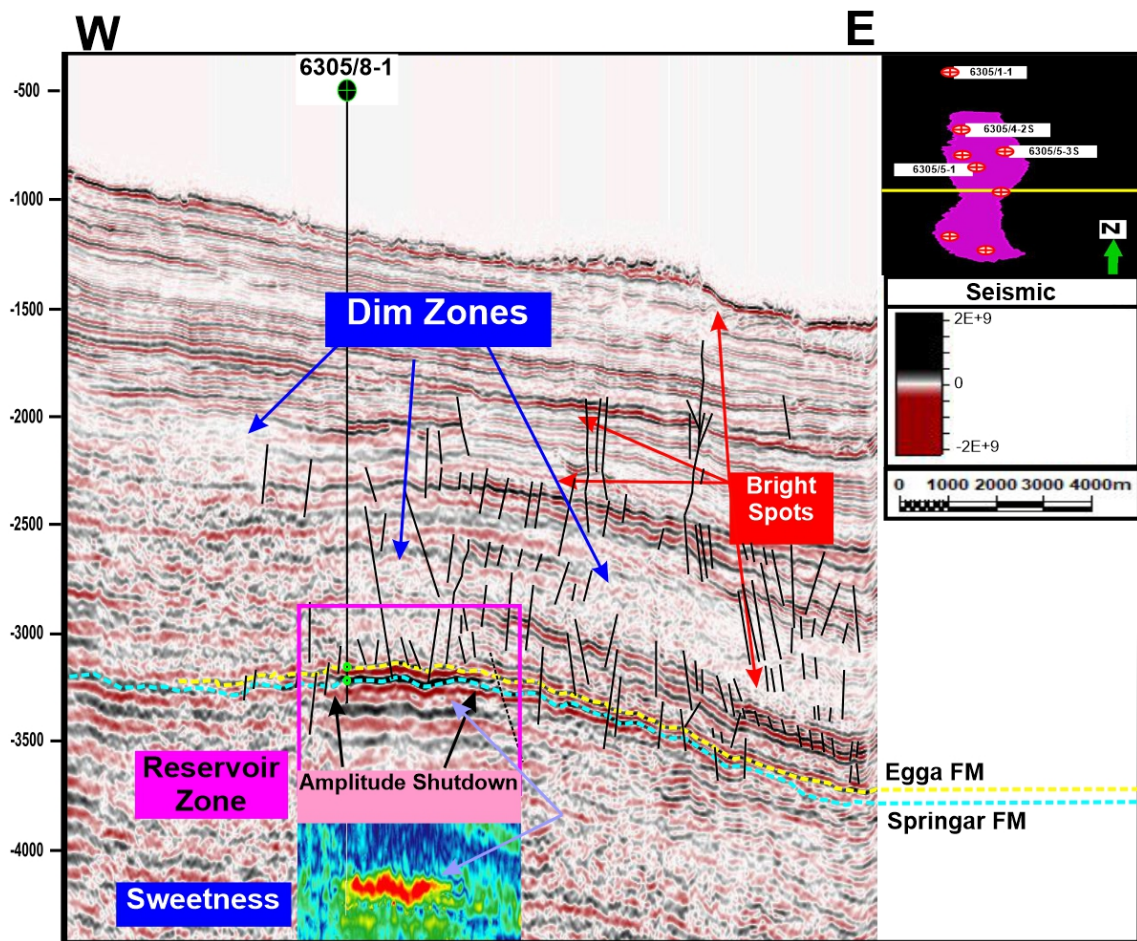 W
E
6305/8-1
-500
-1000
-1500
-2000
-2500
-3000
-3500
-4000
Dim Zones
Bright
Spots
Reservoir
Zone
Amplitude Shutdown
Sweetness
6305/1-1
6305/4-2S
6305/5-3S
6305/5-1
Z
Seismic
2E+9
0
-2E+9
0 1000 2000 3000 4000m
Egga FM
Springar FM